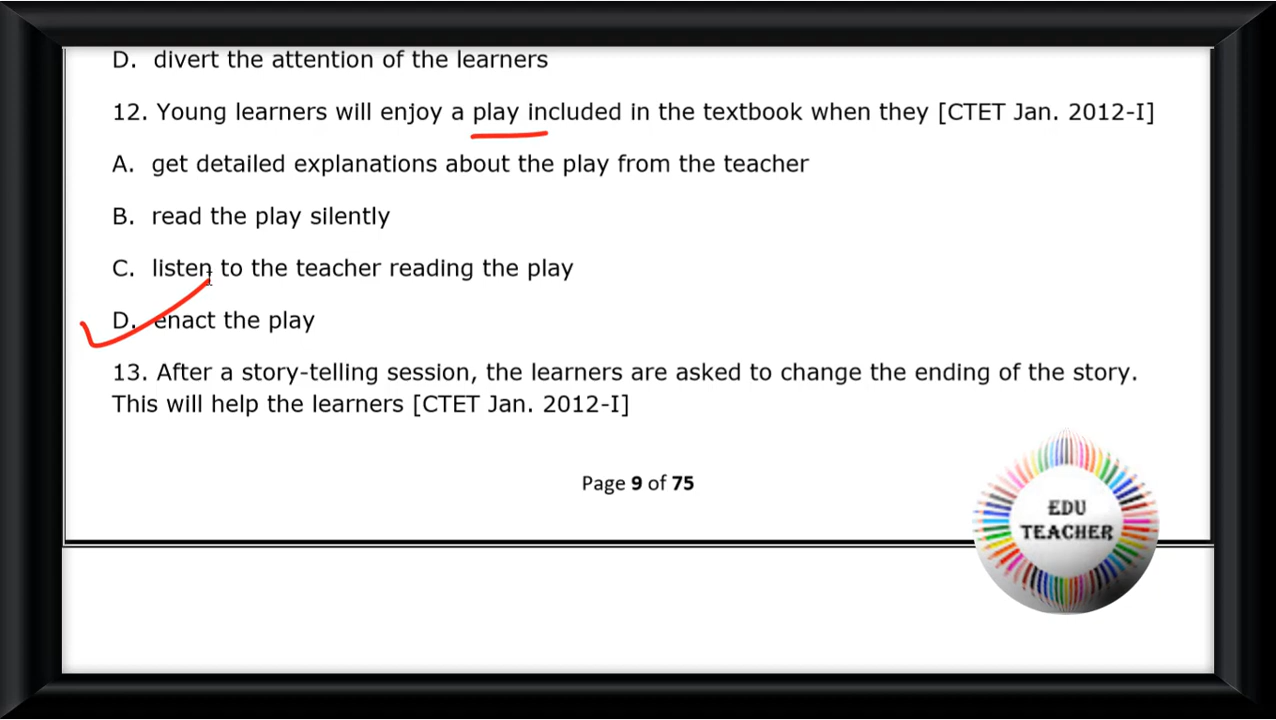 D. divert the attention of the learners
12. Young learners will enjoy a play included in the textbook when they [CTET Jan. 2012-I]
A. get detailed explanations about the play from the teacher
B. read the play silently
C. listen to the teacher reading the play
D. enact the play
13. After a story-telling session, the learners are asked to change the ending of the story.
This will help the learners [CTET Jan. 2012-I]
Page 9 of 75
EDU
TEACHER